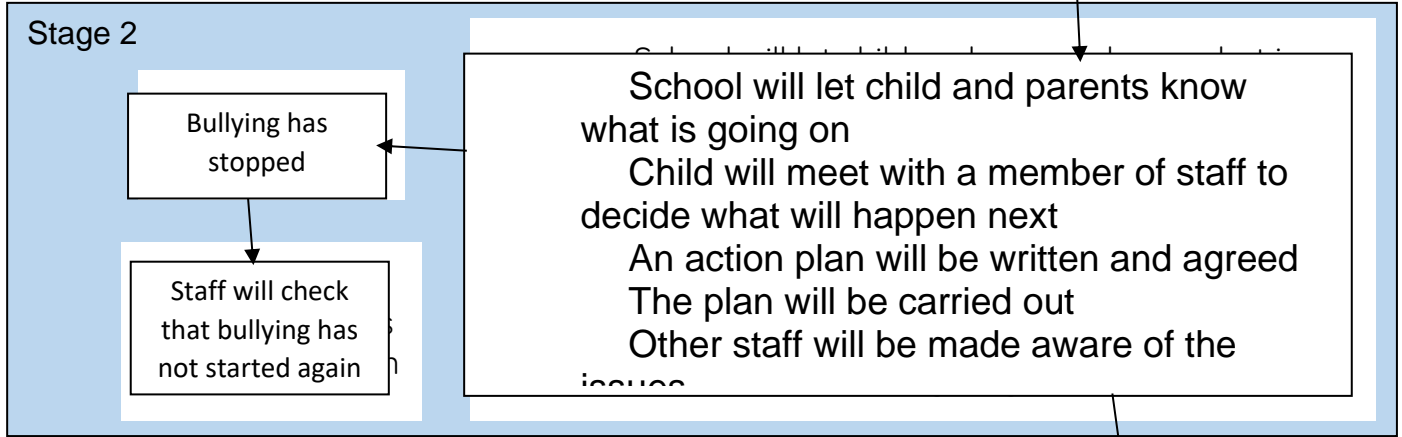 Stage 2
School will let child and parents know
what is going on
Child will meet with a member of staff to
decide what will happen next
An action plan will be written and agreed
The plan will be carried out
Other staff will be made aware of the
issues
Bullying has
stopped
Staff will check
that bullying has
not started again